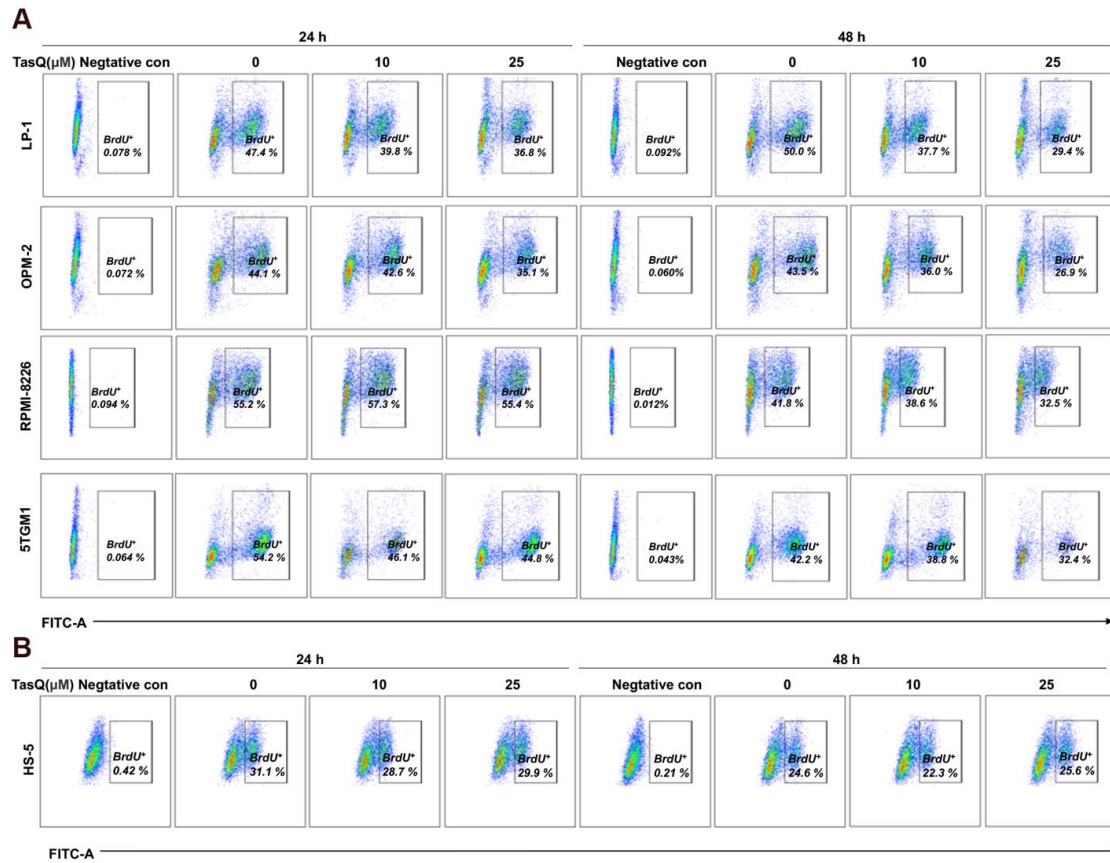 A
24 h 48 h
TasQ(µM) Negtative con 0 10 25 Negtative con 0 10 25
LP-1
BrdU+ BrdU+ BrdU+ BrdU+ BrdU+ BrdU+ BrdU+ BrdU+
0.078 % 47.4 % 39.8 % 36.8 % 0.092% 50.0 % 37.7 % 29.4 %
OPM-2
BrdU+ BrdU+ BrdU+ BrdU+ BrdU+ BrdU+ BrdU+ BrdU+
0.072 % 44.1 % 42.6 % 35.1 % 0.060% 43.5 % 36.0 % 26.9 %
RPMI-8226
BrdU+ BrdU+ BrdU+ BrdU+ BrdU+ BrdU+ BrdU+ BrdU+
0.094 % 55.2 % 57.3 % 55.4 % 0.012% 41.8 % 38.6 % 32.5 %
5TGM1
BrdU+ BrdU+ BrdU+ BrdU+ BrdU+ BrdU+ BrdU+ BrdU+
0.064 % 54.2 % 46.1 % 44.8 % 0.043% 42.2 % 38.8 % 32.4 %
FITC-A
B
24 h 48 h
TasQ(µM) Negtative con 0 10 25 Negtative con 0 10 25
HS-5
BrdU+ BrdU+ BrdU+ BrdU+ BrdU+ BrdU+ BrdU+ BrdU+
0.42 % 31.1 % 28.7 % 29.9 % 0.21 % 24.6 % 22.3 % 25.6 %
FITC-A